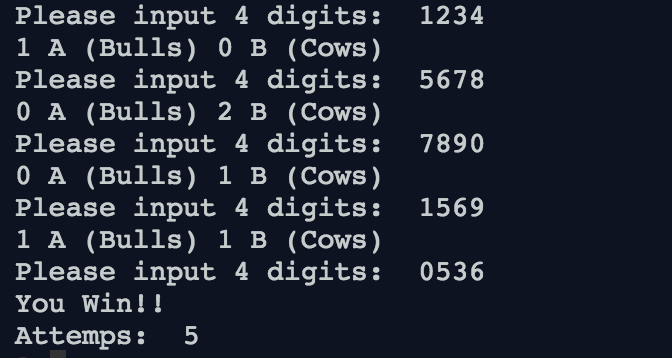 Please input 4 digits:  1234
1 A (Bulls) 0 B (Cows)
Please input 4 digits:  5678
0 A (Bulls) 2 B (Cows)
Please input 4 digits:  7890
0 A (Bulls) 1 B (Cows)
Please input 4 digits:  1569
1 A (Bulls) 1 B (Cows)
Please input 4 digits:  0536
You Win!!
Attemps:  5